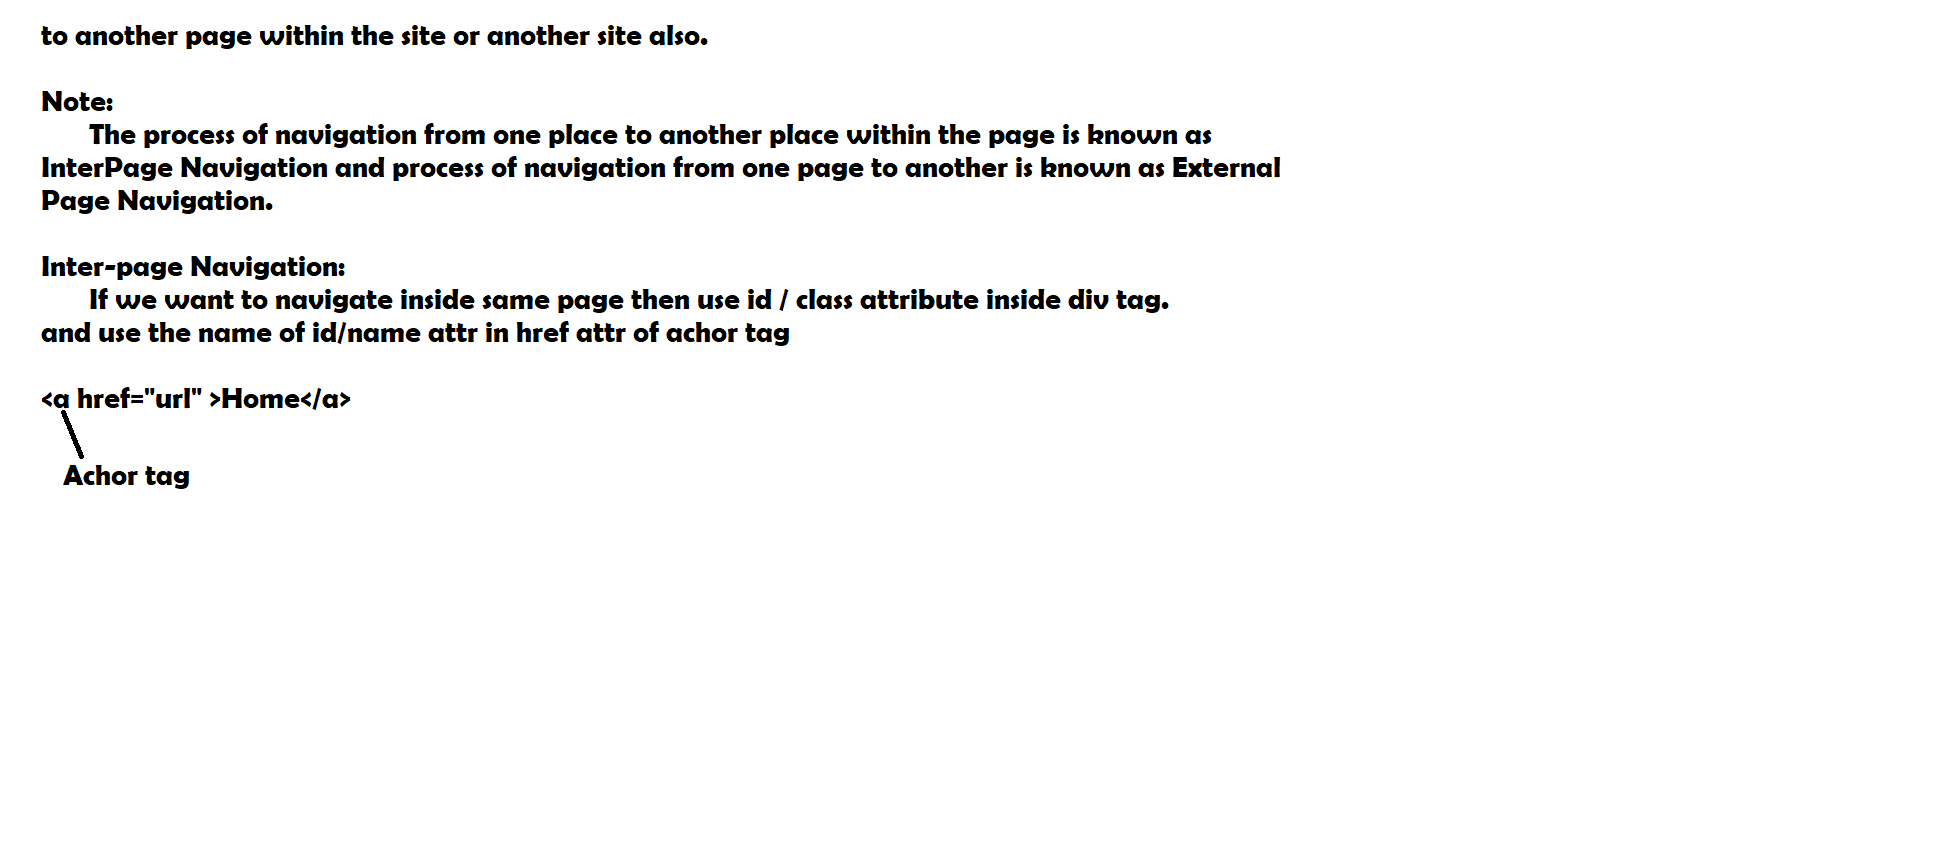 to another page within the site or another site also.
Note:
The process of navigation from one place to another place within the page is known as
InterPage Navigation and process of navigation from one page to another is known as External
Page Navigation.
Inter-page Navigation:
If we want to navigate inside same page then use id / class attribute inside div tag.
and use the name of id/name attr in href attr of achor tag
<a href="url" >Home</a>
Achor tag